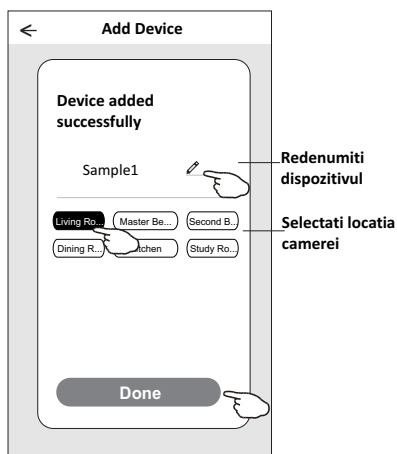 Add Device
Device added
successfully
Sample1
Redenumiti
dispozitivul
Living Ro...
Master Be...
Second B...
Selectati locatia
camerei
Dining R...
tchen
Study Ro...
Done